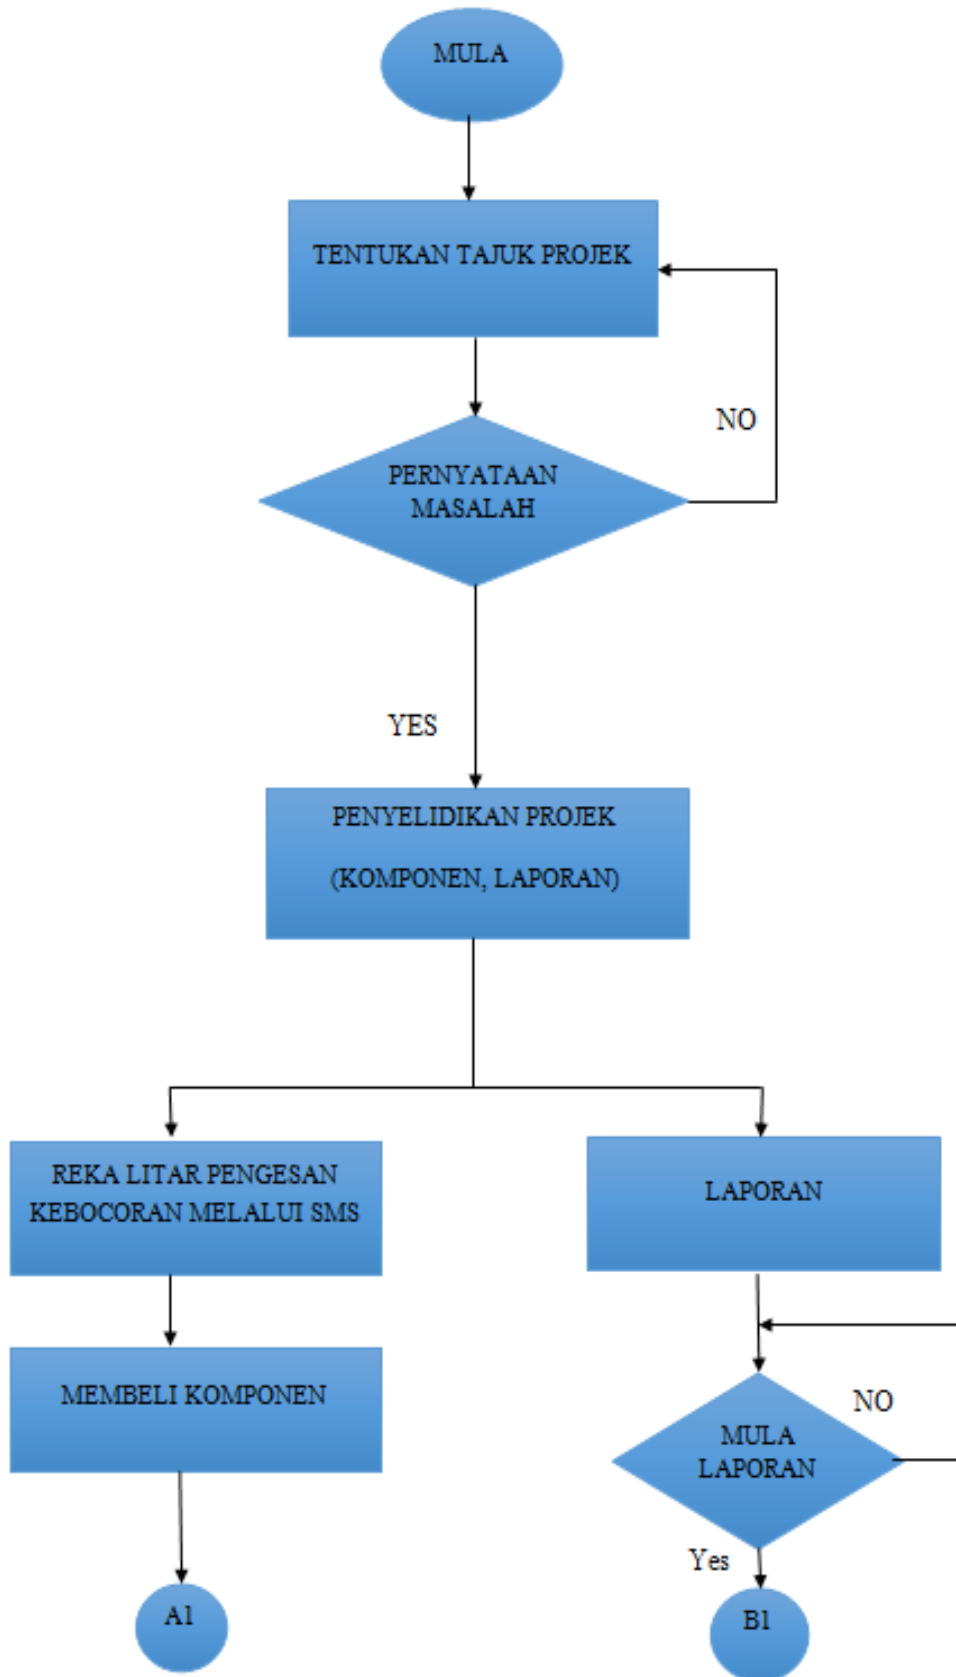 MULA
TENTUKAN TAJUK PROJEK
NO
PERNYATAAN
MASALAH
YES
PENYELIDIKAN PROJEK
(KOMPONEN, LAPORAN)
REKA LITAR PENGESAN
KEBOCORAN MELALUI SMS
LAPORAN
MEMBELI KOMPONEN
NO
MULA
LAPORAN
Yes
A1
B1